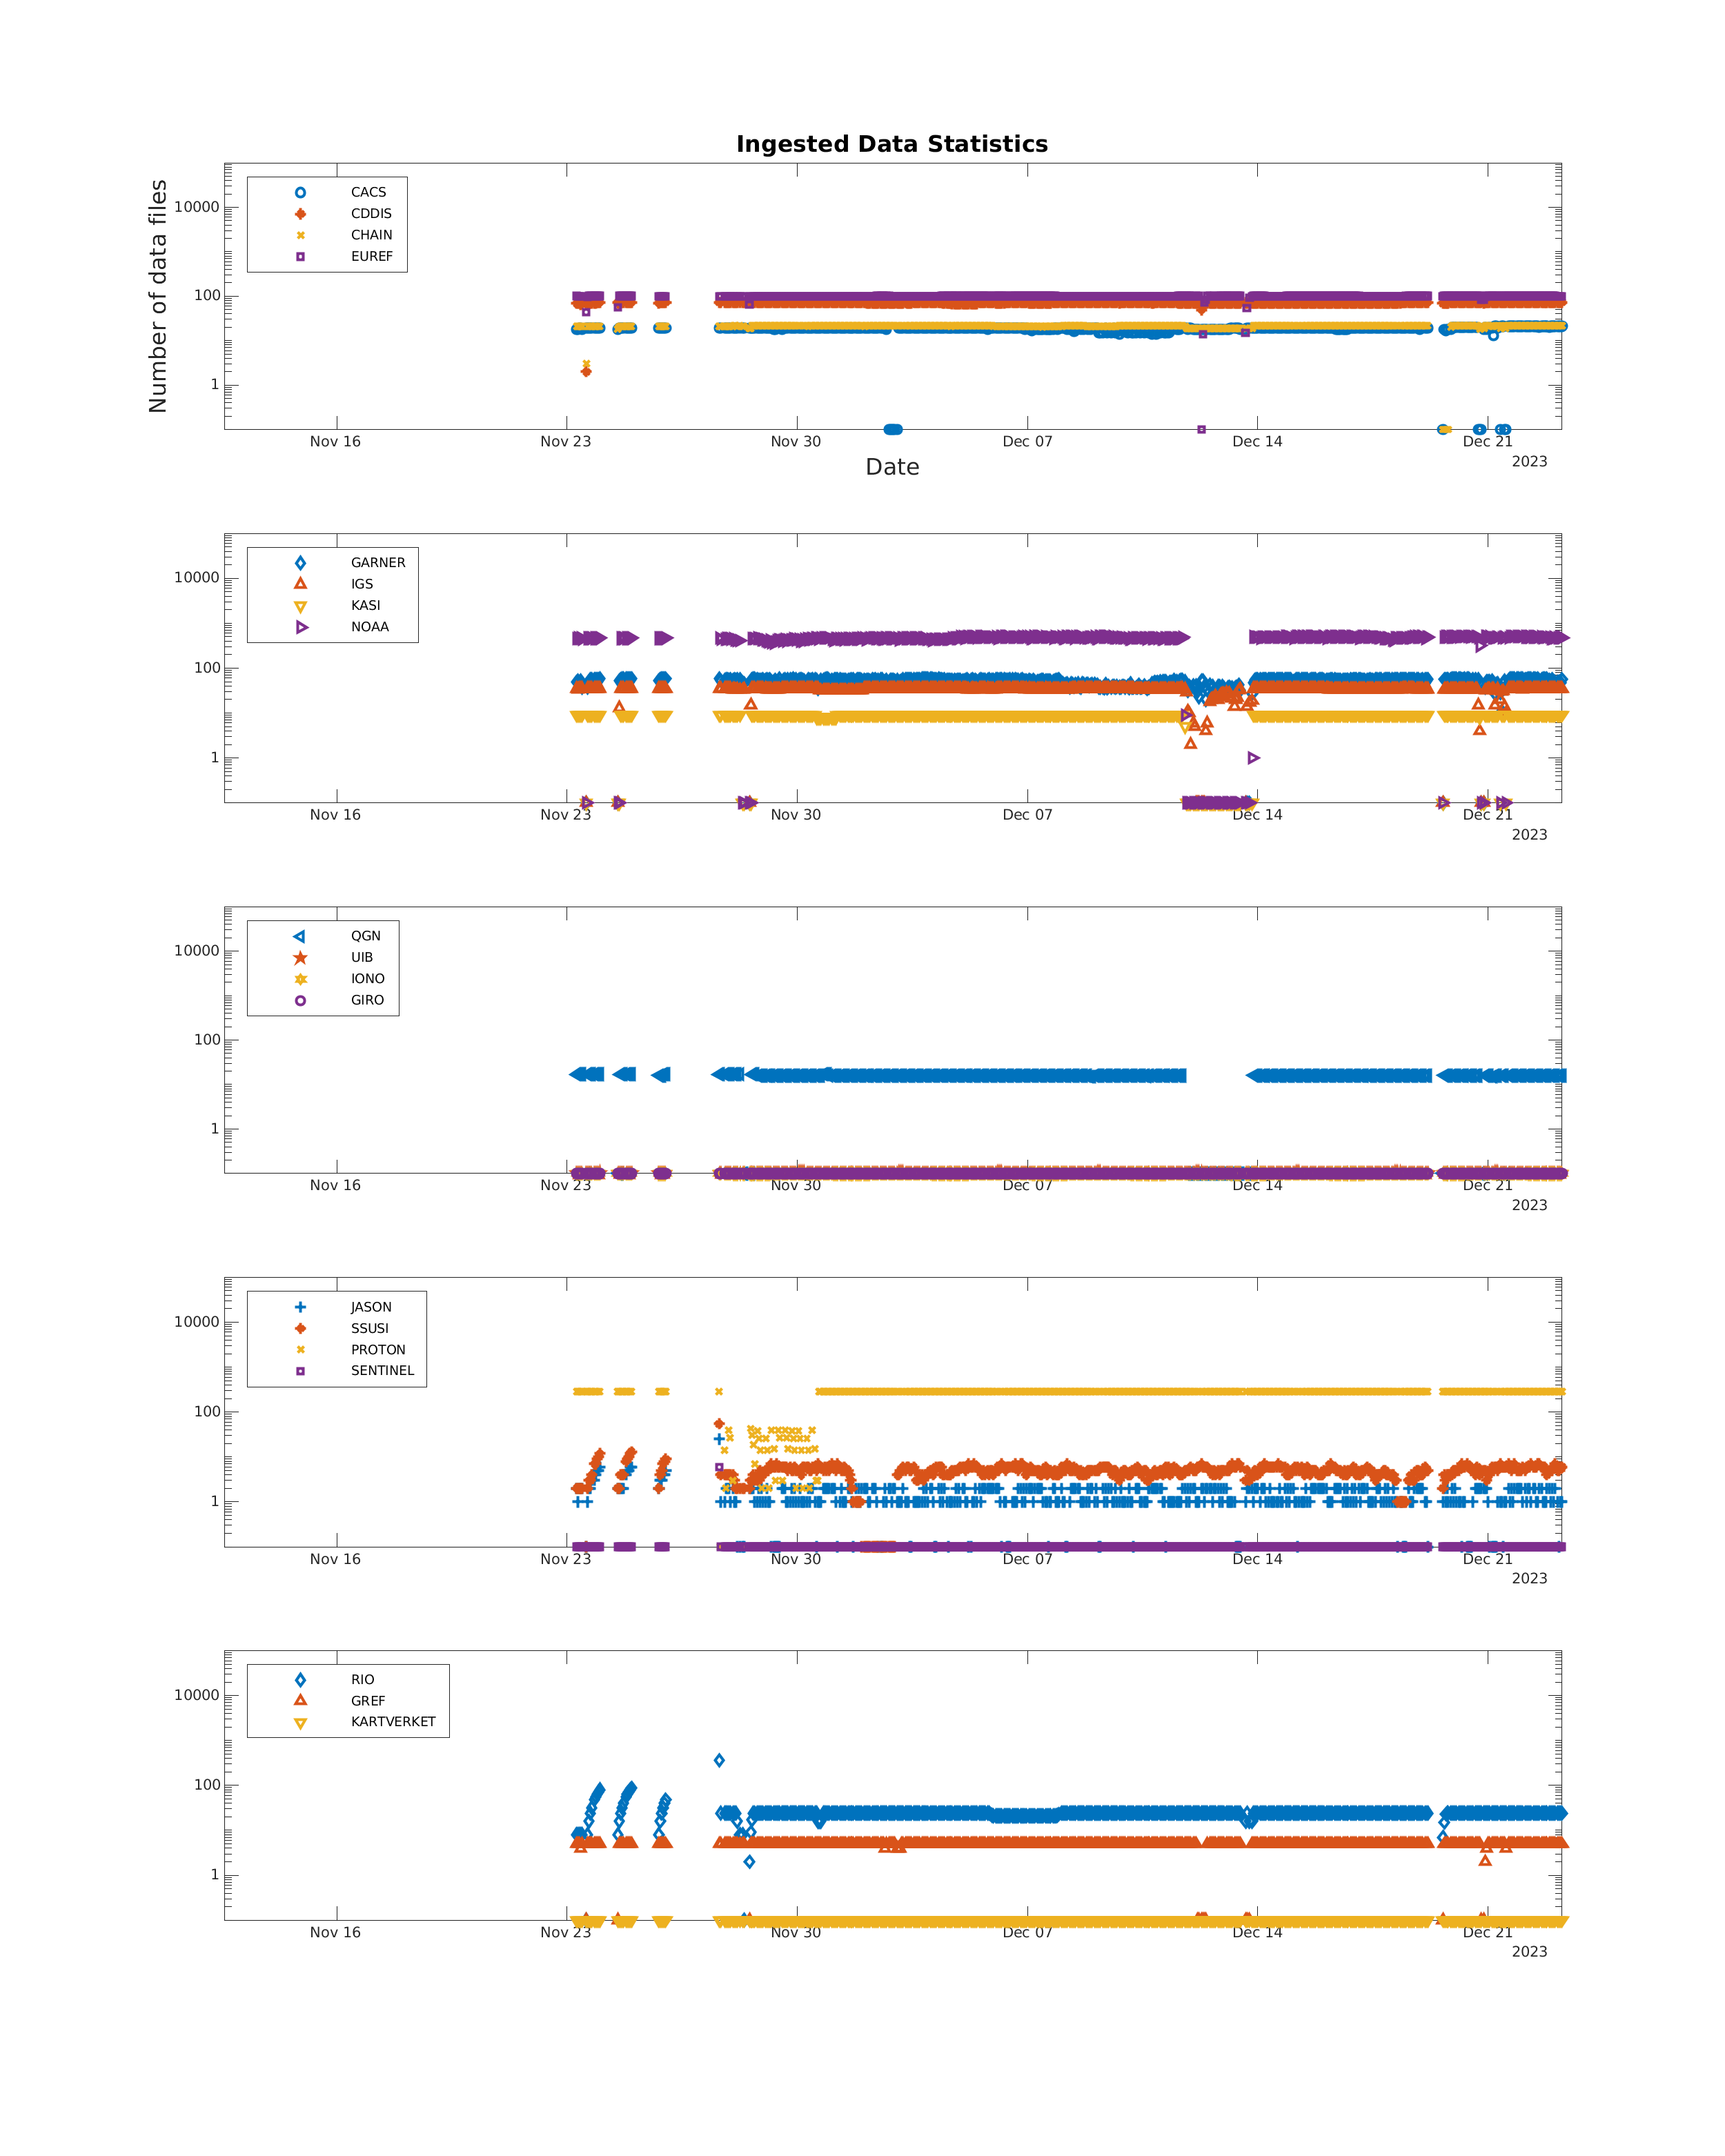 Ingested Data Statistics
Number of data files
CACS
CDDIS
CHAIN
EUREF
10000
100
1
Nov 16 Nov 23 Nov 30 Dec 07 Dec 14 Dec 21
2023
Date
GARNER
IGS
KASI
NOAA
10000
100
1
Nov 16 Nov 23 Nov 30 Dec 07 Dec 14 Dec 21
2023
QGN
UIB
IONO
GIRO
10000
100
1
Nov 16 Nov 23 Nov 30 Dec 07 Dec 14 Dec 21
2023
JASON
SSUSI
PROTON
SENTINEL
10000
100
1
Nov 16 Nov 23 Nov 30 Dec 07 Dec 14 Dec 21
2023
RIO
GREF
KARTVERKET
10000
100
1
Nov 16 Nov 23 Nov 30 Dec 07 Dec 14 Dec 21
2023